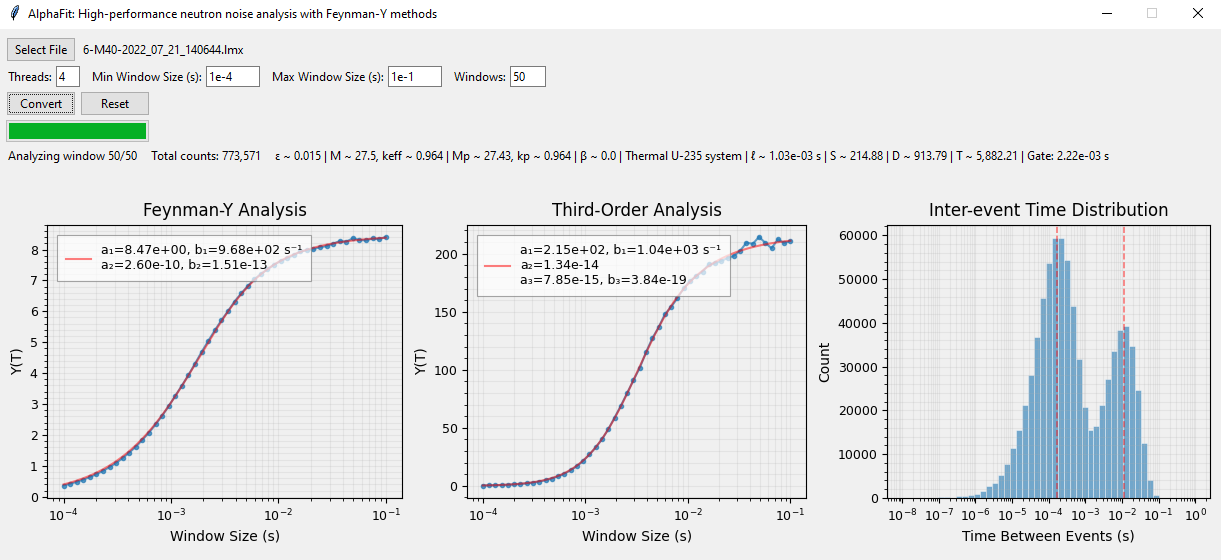 AlphaFit: High-performance neutron noise analysis with Feynman-Y methods
Select File 6-M40-2022_07_21_140644.lmx
Threads: 4 Min Window Size (s): 1e-4 Max Window Size (s): 1e-1 Windows: 50
Convert Reset
Analyzing window 50/50 Total counts: 773,571 ε ~ 0.015 | M ~ 27.5, keff ~ 0.964 | Mp ~ 27.43, kp ~ 0.964 | β ~ 0.0 | Thermal U-235 system | ℓ ~ 1.03e-03 s | S ~ 214.88 | D ~ 913.79 | T ~ 5,882.21 | Gate: 2.22e-03 s
Feynman-Y Analysis
a₁=8.47e+00, b₁=9.68e+02 s⁻¹
a₂=2.60e-10, b₂=1.51e-13
8
7
6
5
4
3
2
1
0
Y(T)
10⁻⁴ 10⁻³ 10⁻² 10⁻¹
Window Size (s)
Third-Order Analysis
a₁=2.15e+02, b₁=1.04e+03 s⁻¹
a₂=1.34e-14
a₃=7.85e-15, b₃=3.84e-19
200
150
100
50
0
Y(T)
10⁻⁴ 10⁻³ 10⁻² 10⁻¹
Window Size (s)
Inter-event Time Distribution
60000
50000
40000
30000
20000
10000
0
Count
10⁻⁸ 10⁻⁷ 10⁻⁶ 10⁻⁵ 10⁻⁴ 10⁻³ 10⁻² 10⁻¹ 10⁰
Time Between Events (s)